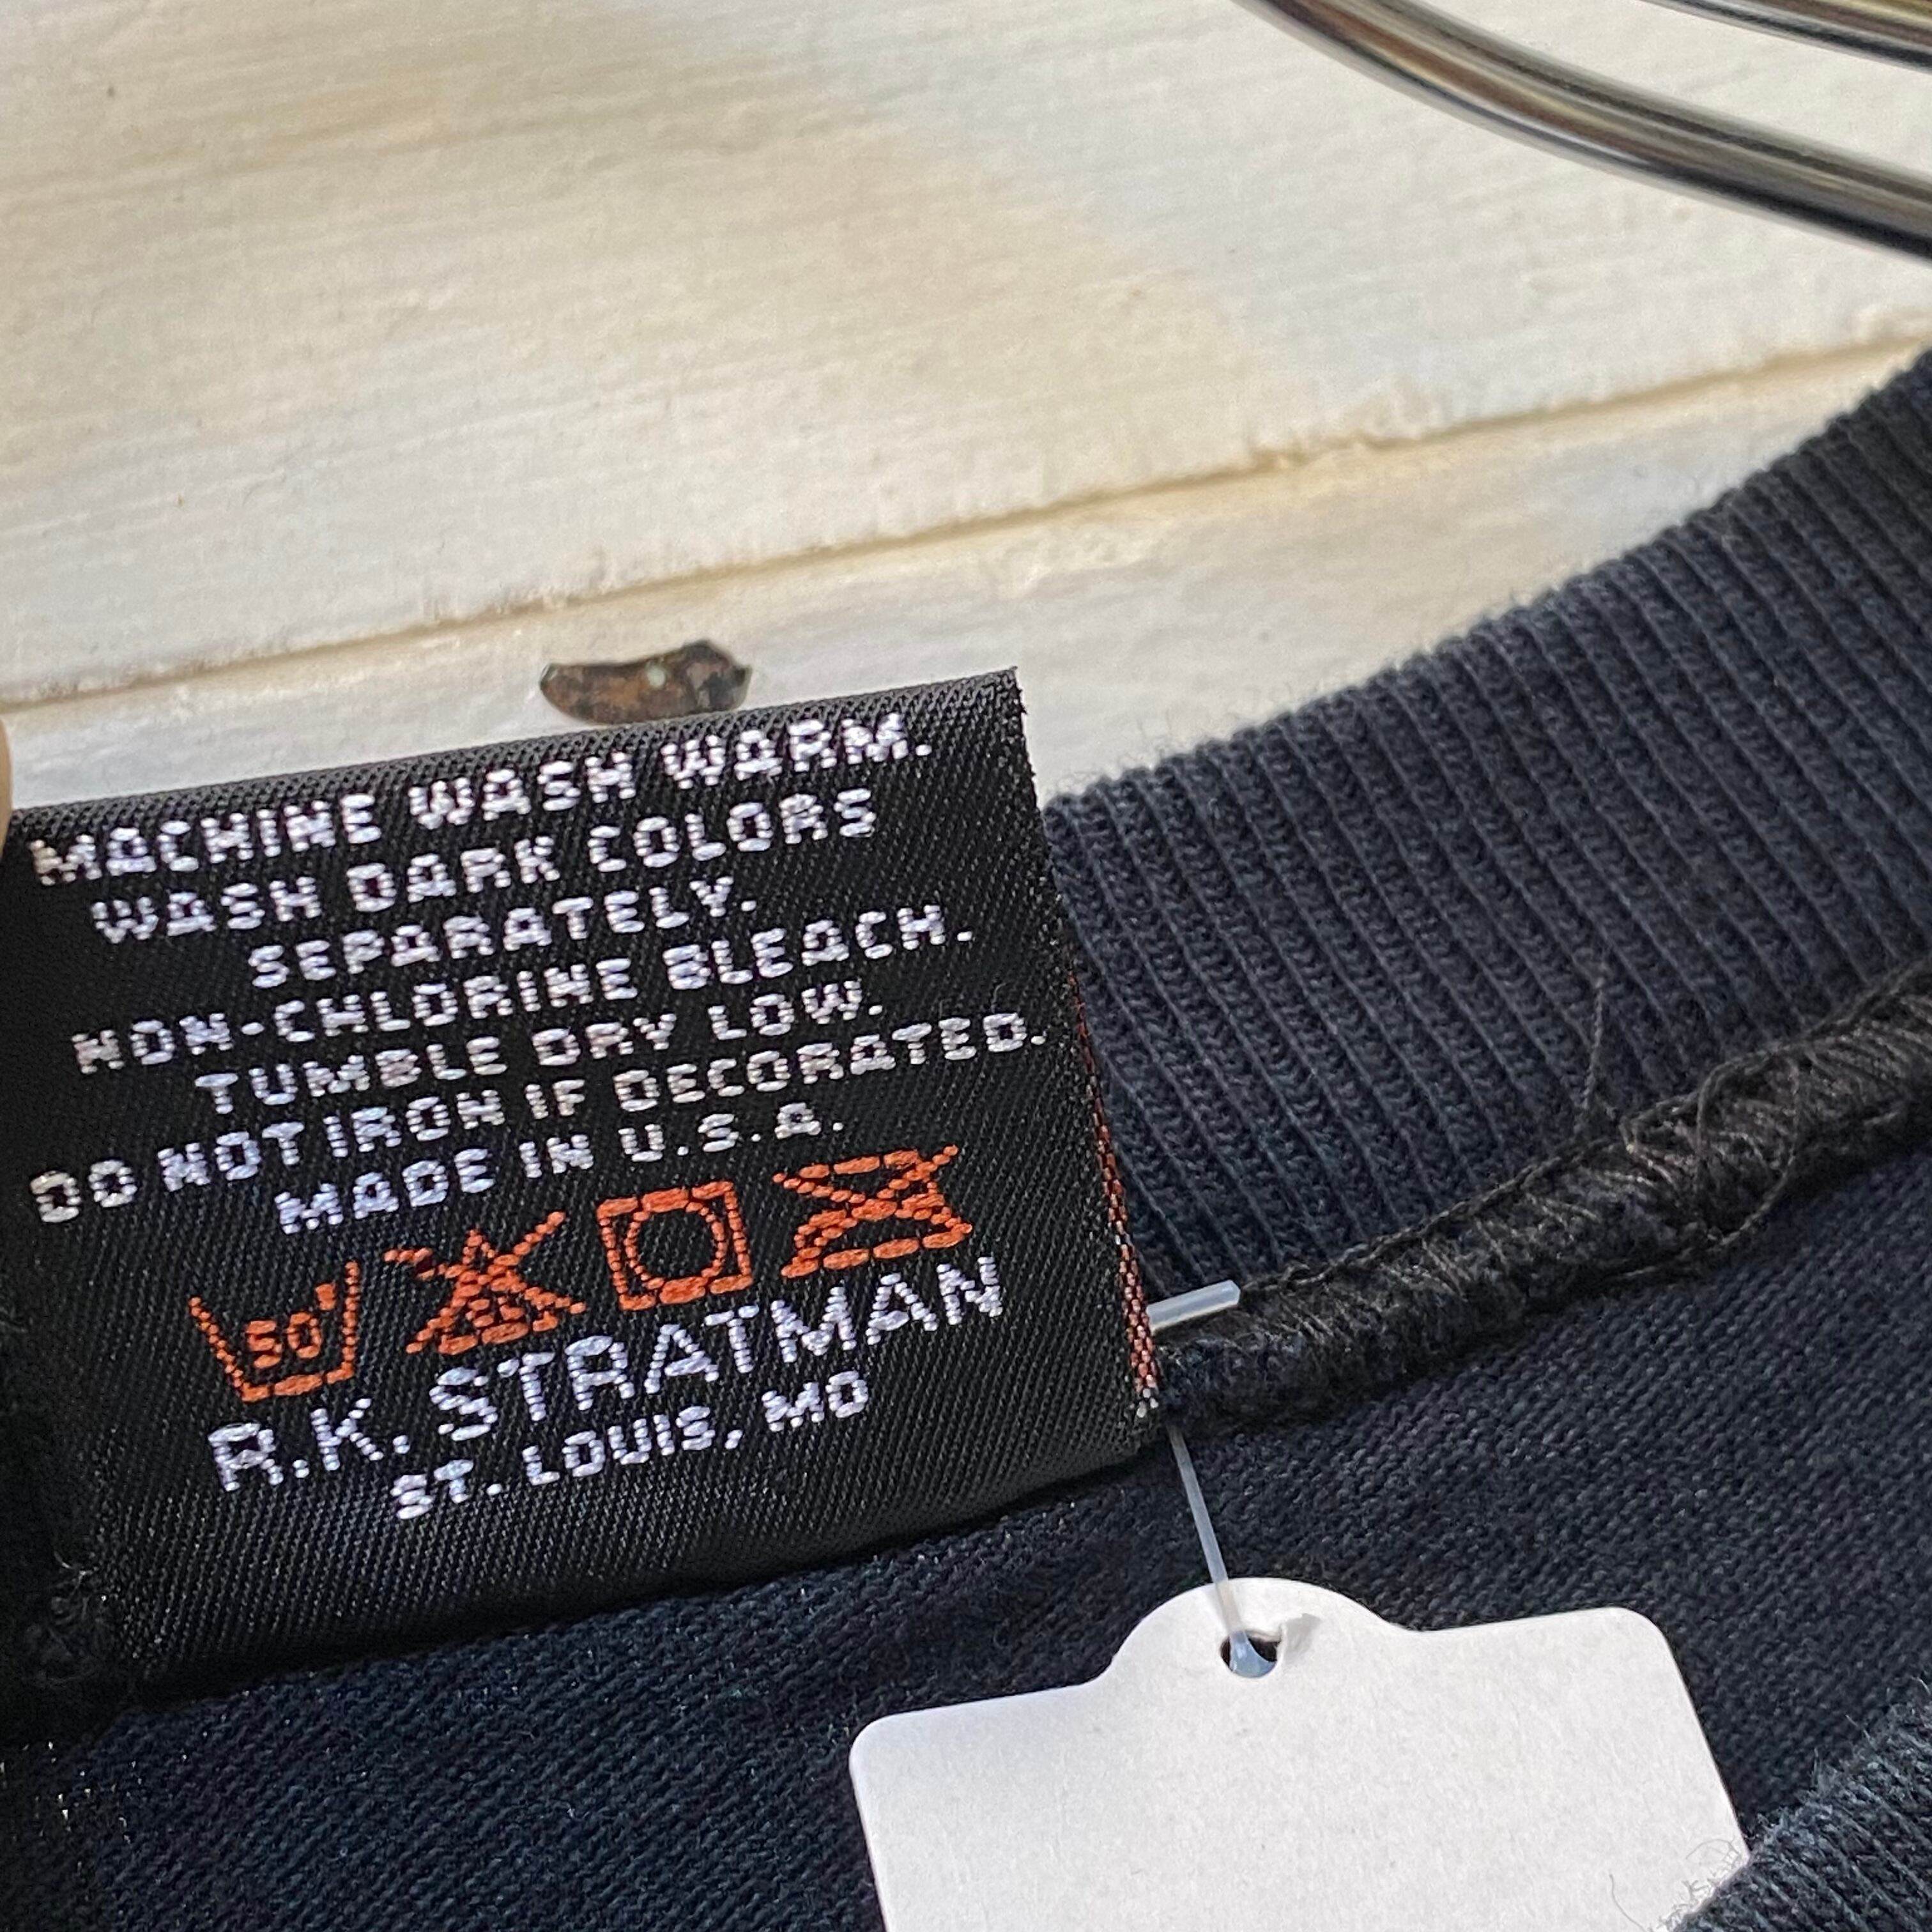 MACHINE WASH WARM.
WASH DARK COLORS
SEPARATELY.
NON-CHLORINE BLEACH.
TUMBLE DRY LOW.
DO NOT IRON IF DECORATED.
MADE IN U.S.A.
50°
R.K. STRATMAN
ST. LOUIS, MO